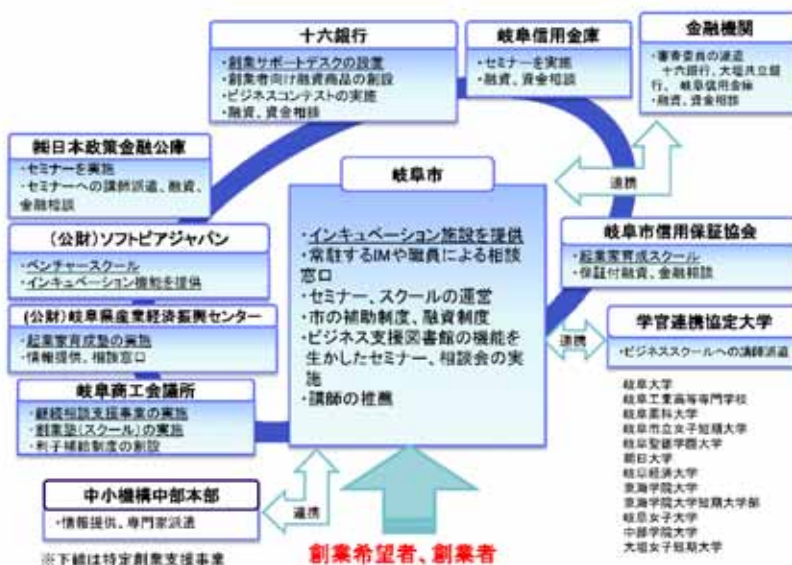 十六銀行
・創業サポートデスクの設置
・創業者向け融資商品の創設
・ビジネスコンテストの実施
・融資、資金相談
岐阜信用金庫
・セミナーを実施
・融資、資金相談
金融機関
・審査委員の派遣
十六銀行、大垣共立銀
行、岐阜信用金庫
・融資、資金相談
㈱日本政策金融公庫
・セミナーを実施
・セミナーへの講師派遣、融資、
金融相談
(公財)ソフトピアジャパン
・ベンチャースクール
・インキュベーション機能を提供
(公財)岐阜県産業経済振興センター
・起業家育成塾の実施
・情報提供、相談窓口
岐阜商工会議所
・継続相談支援事業の実施
・創業塾(スクール)の実施
・利子補給制度の創設
中小機構中部本部
・情報提供、専門家派遣
※下線は特定創業支援事業
岐阜市
・インキュベーション施設を提供
・常駐するIMや職員による相談
窓口
・セミナー、スクールの運営
・市の補助制度、融資制度
・ビジネス支援図書館の機能を
生かしたセミナー、相談会の実
施
・講師の推薦
連携
連携
連携
創業希望者、創業者
岐阜市信用保証協会
・起業家育成スクール
・保証付融資、金融相談
学官連携協定大学
・ビジネススクールへの講師派遣
岐阜大学
岐阜工業高等専門学校
岐阜薬科大学
岐阜市立女子短期大学
岐阜聖徳学園大学
朝日大学
岐阜経済大学
東海学院大学
東海学院大学短期大学部
岐阜女子大学
中部学院大学
大垣女子短期大学